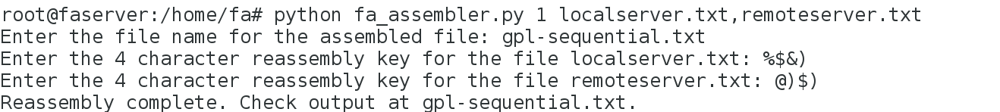 root@faserver:/home/fa# python fa_assembler.py 1 localserver.txt,remoteserver.txt
Enter the file name for the assembled file: gpl-sequential.txt
Enter the 4 character reassembly key for the file localserver.txt: %$&)
Enter the 4 character reassembly key for the file remoteserver.txt: @)$)
Reassembly complete. Check output at gpl-sequential.txt.